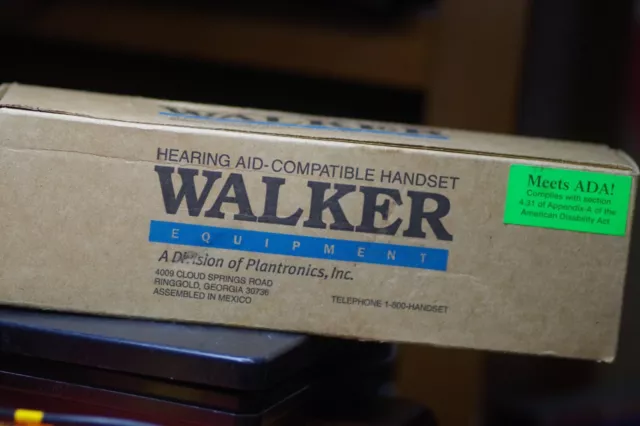 WALKER
HEARING AID-COMPATIBLE HANDSET
WALKER
EQUIPMENT
A Division of Plantronics, Inc.
4009 CLOUD SPRINGS ROAD
RINGGOLD, GEORGIA 30736
ASSEMBLED IN MEXICO
TELEPHONE 1-800-HANDSET
Meets ADA!
Complies with section
4.31 of Appendix A of the
American Disability Act